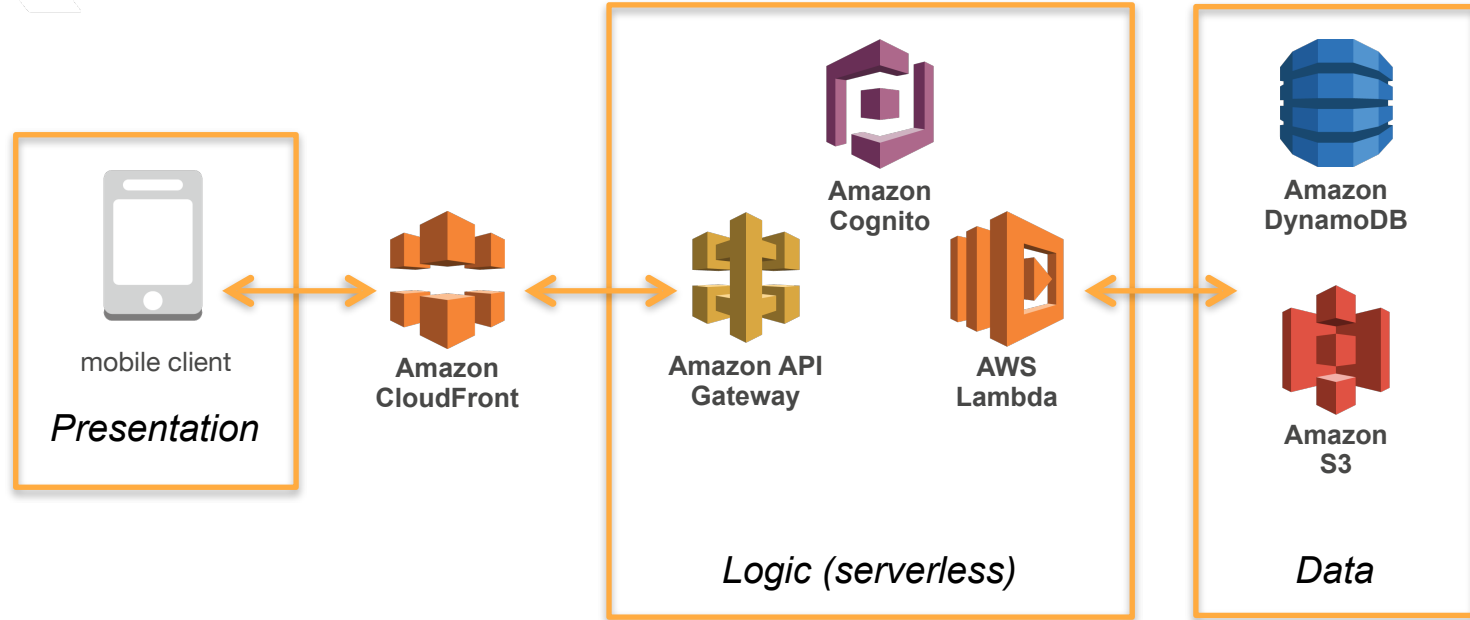 mobile client
Presentation
Amazon
CloudFront
Amazon
Cognito
Amazon API
Gateway
AWS
Lambda
Logic (serverless)
Amazon
DynamoDB
Amazon
S3
Data